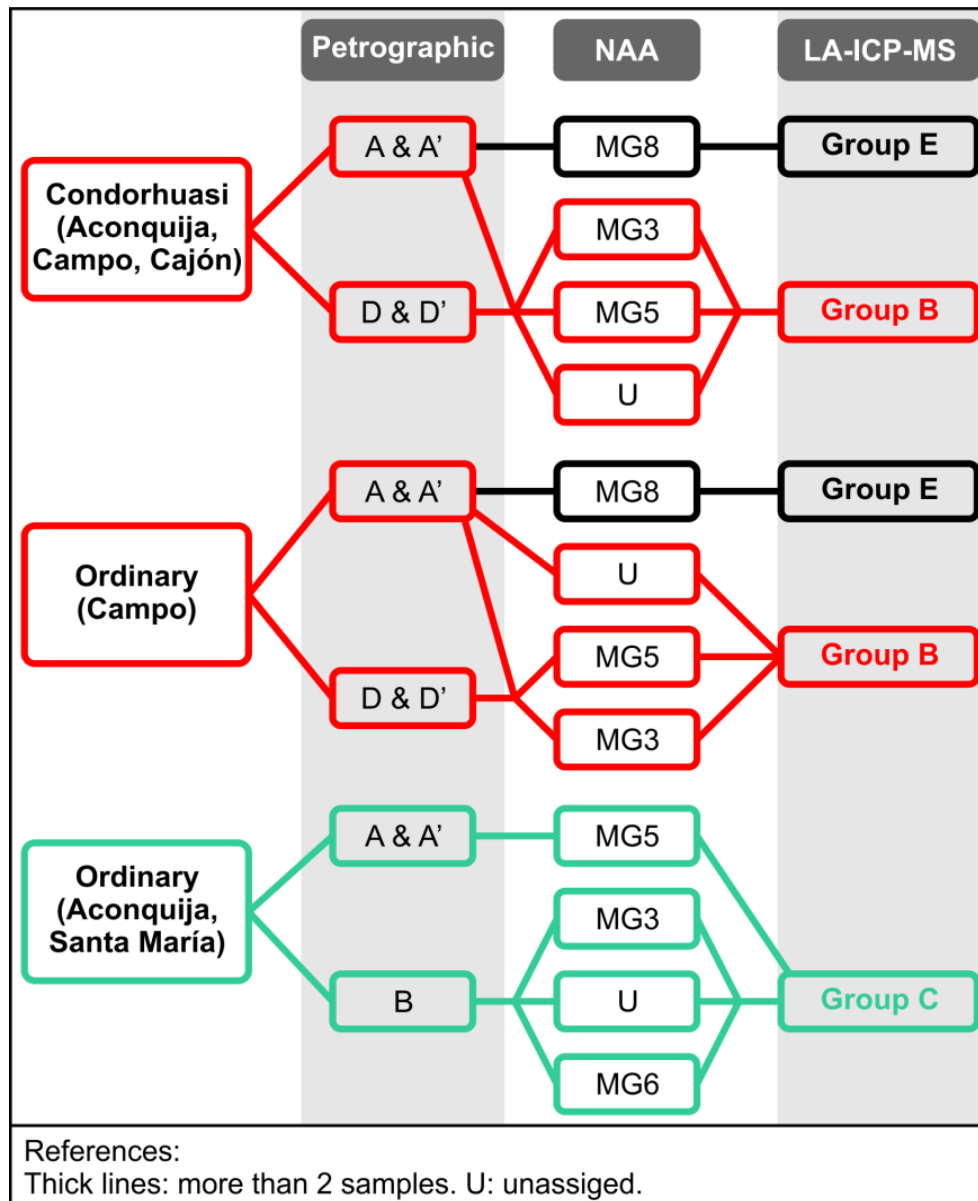 Petrographic
NAA
LA-ICP-MS
Condorhuasi
(Aconquija,
Campo, Cajón)
A & A’
MG8
Group E
MG3
D & D’
MG5
Group B
U
Ordinary
(Campo)
A & A’
MG8
Group E
U
MG5
Group B
D & D’
MG3
Ordinary
(Aconquija,
Santa María)
A & A’
MG5
MG3
B
U
Group C
MG6
References:
Thick lines: more than 2 samples. U: unassiged.